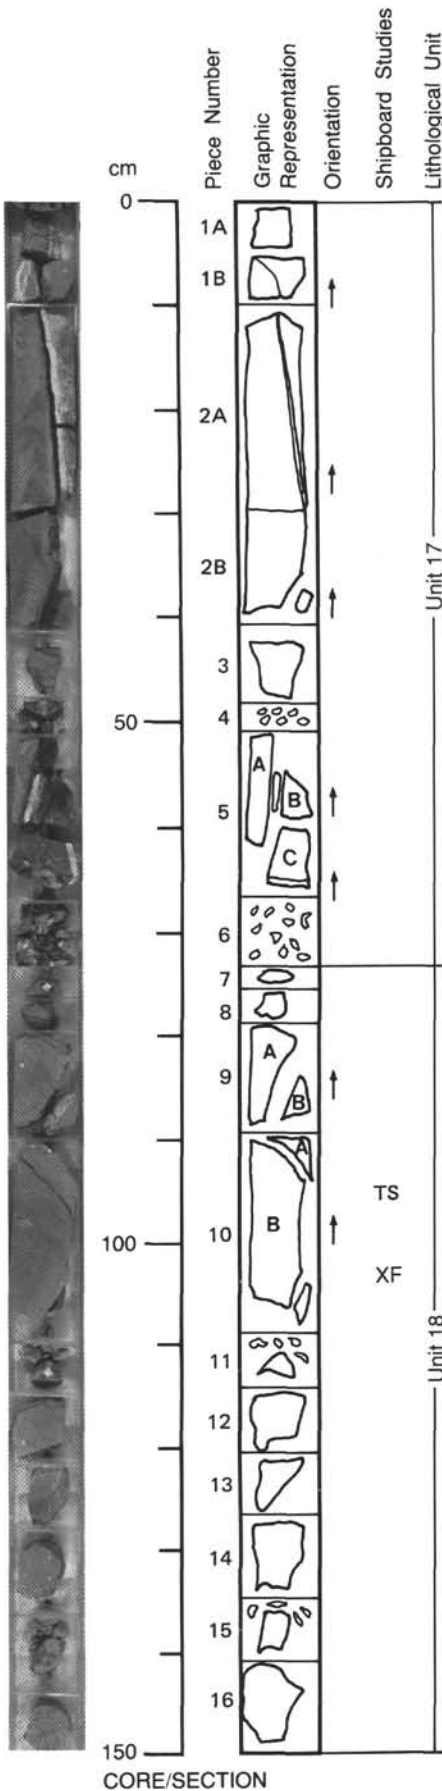 cm
Piece Number
Graphic
Representation
Orientation
Shipboard Studies
Lithological Unit
0
1A
1B
2A
2B
Unit 17
3
50
4
A
B
5
C
6
7
8
A
9
B
A
TS
B
100
10
XF
Unit 18
11
12
13
14
15
16
150
CORE/SECTION